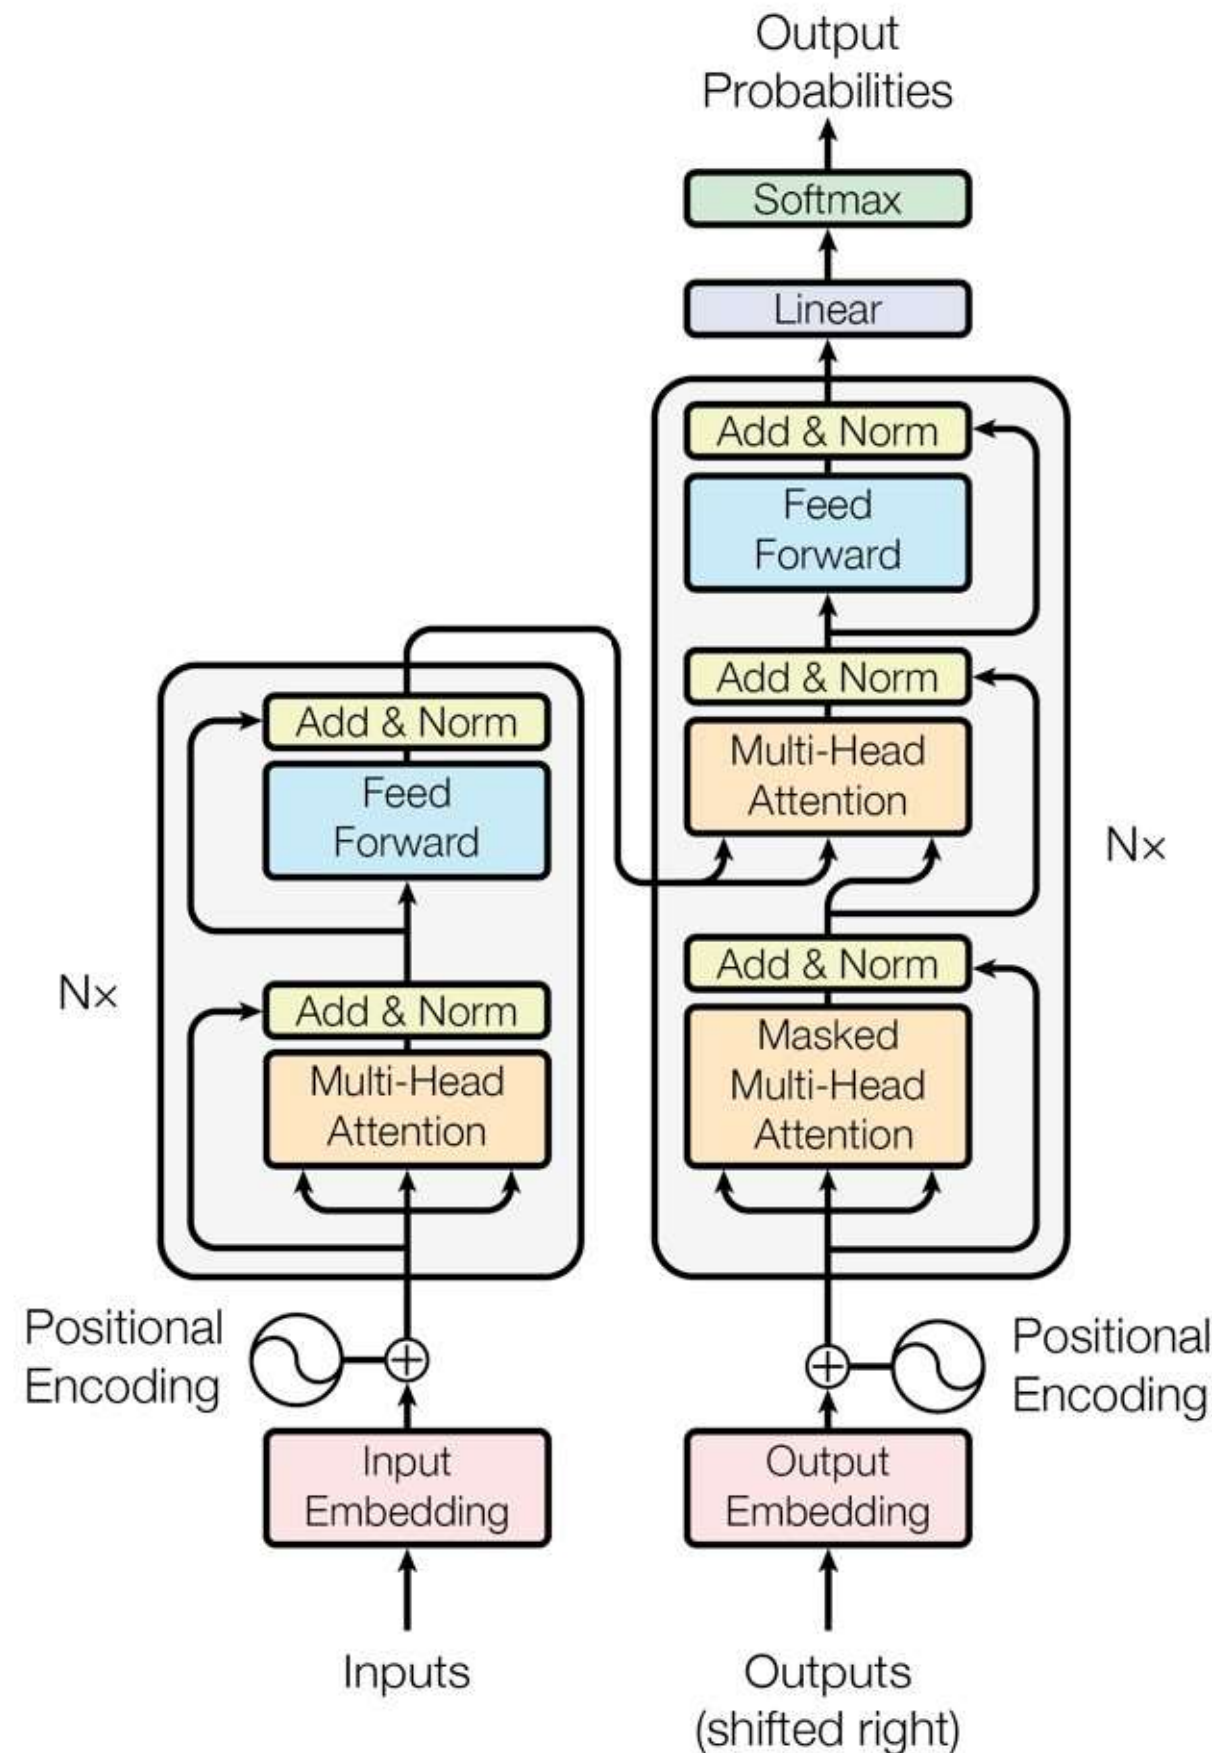 Output
Probabilities
Softmax
Linear
Add & Norm
Feed
Forward
Add & Norm
Multi-Head
Attention
Add & Norm
Masked
Multi-Head
Attention
N×
Add & Norm
Feed
Forward
Add & Norm
Multi-Head
Attention
N×
Positional
Encoding
Positional
Encoding
Input
Embedding
Output
Embedding
Inputs
Outputs
(shifted right)